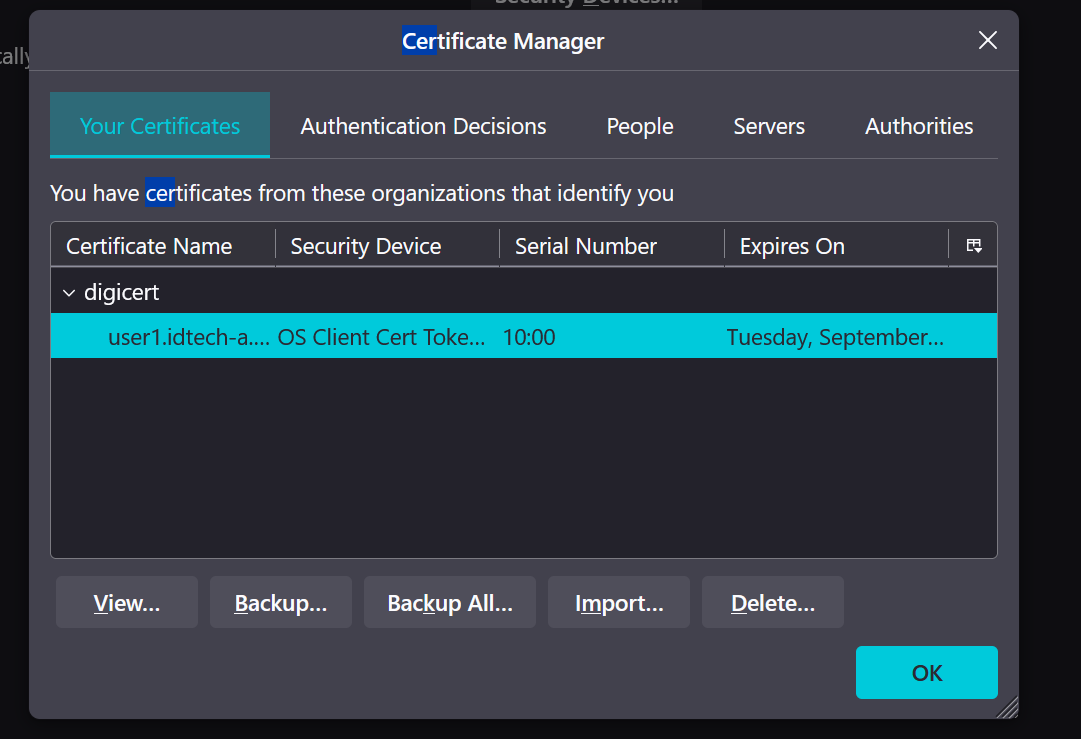 Security Devices...
Certificate Manager
Your Certificates Authentication Decisions People Servers Authorities
You have certificates from these organizations that identify you
Certificate Name Security Device Serial Number Expires On
digicert
user1.idtech-a.... OS Client Cert Toke... 10:00 Tuesday, September...
View... Backup... Backup All... Import... Delete...
OK